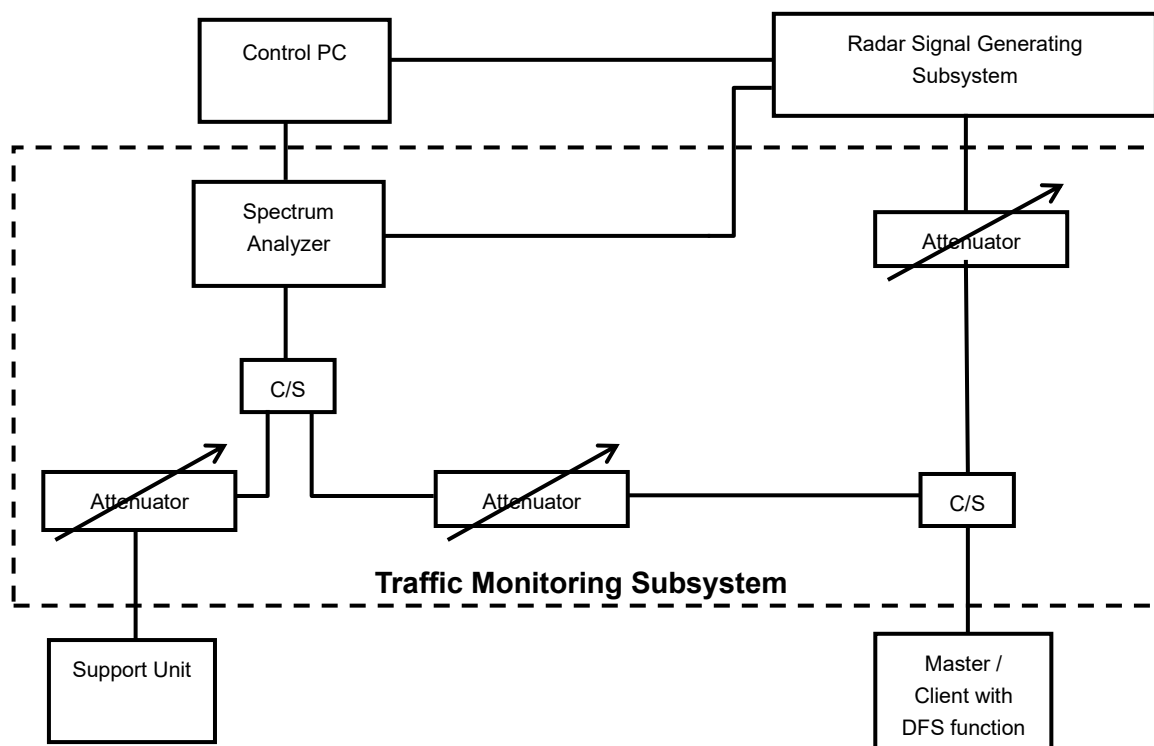 Control PC
Radar Signal Generating
Subsystem
Spectrum
Analyzer
Attenuator
C/S
Attenuator
Attenuator
C/S
Traffic Monitoring Subsystem
Support Unit
Master /
Client with
DFS function